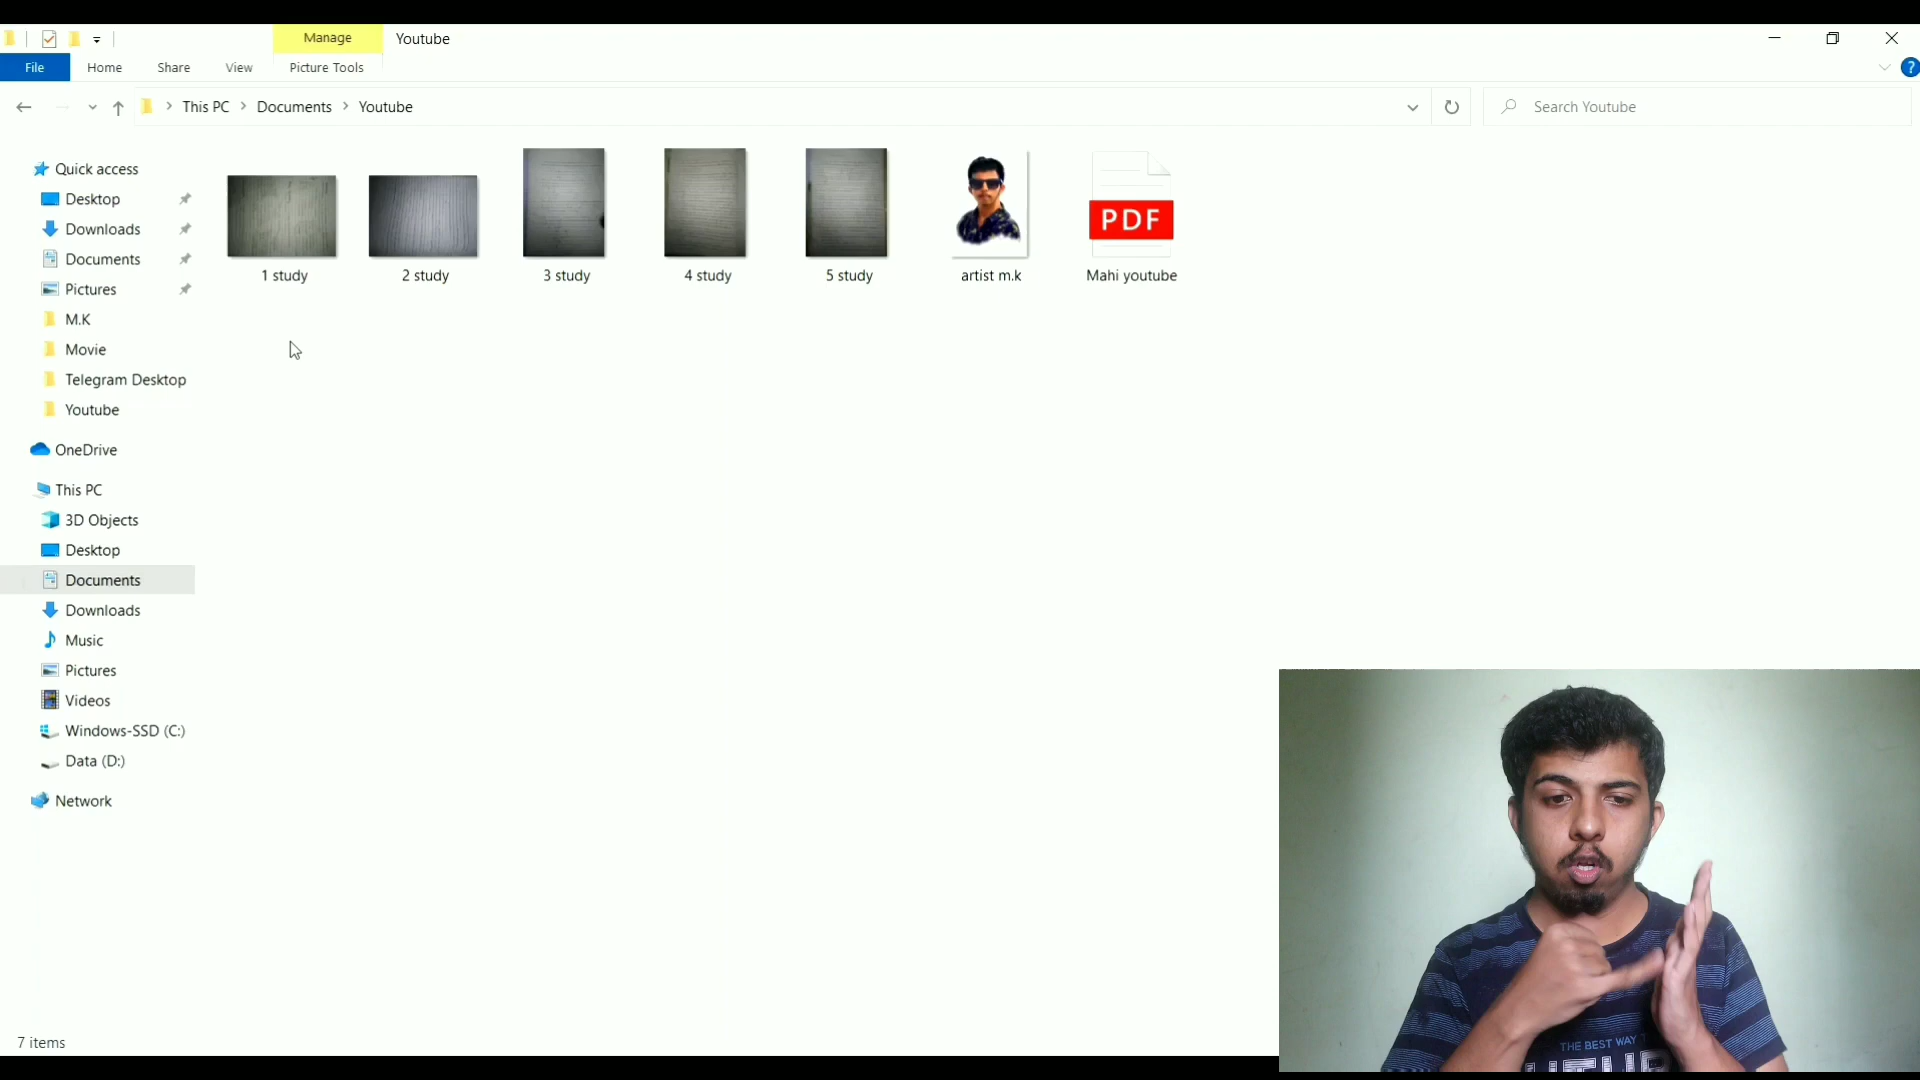 Manage
Youtube
File
Home
Share
View
Picture Tools
This PC
Documents
Youtube
Search Youtube
?
Quick access
Desktop
Downloads
Documents
Pictures
M.K
Movie
Telegram Desktop
Youtube
OneDrive
This PC
3D Objects
Desktop
Documents
Downloads
Music
Pictures
Videos
Windows-SSD (C:)
Data (D:)
Network
1 study
2 study
3 study
4 study
5 study
artist m.k
PDF
Mahi youtube
7 items
THE BEST WAY